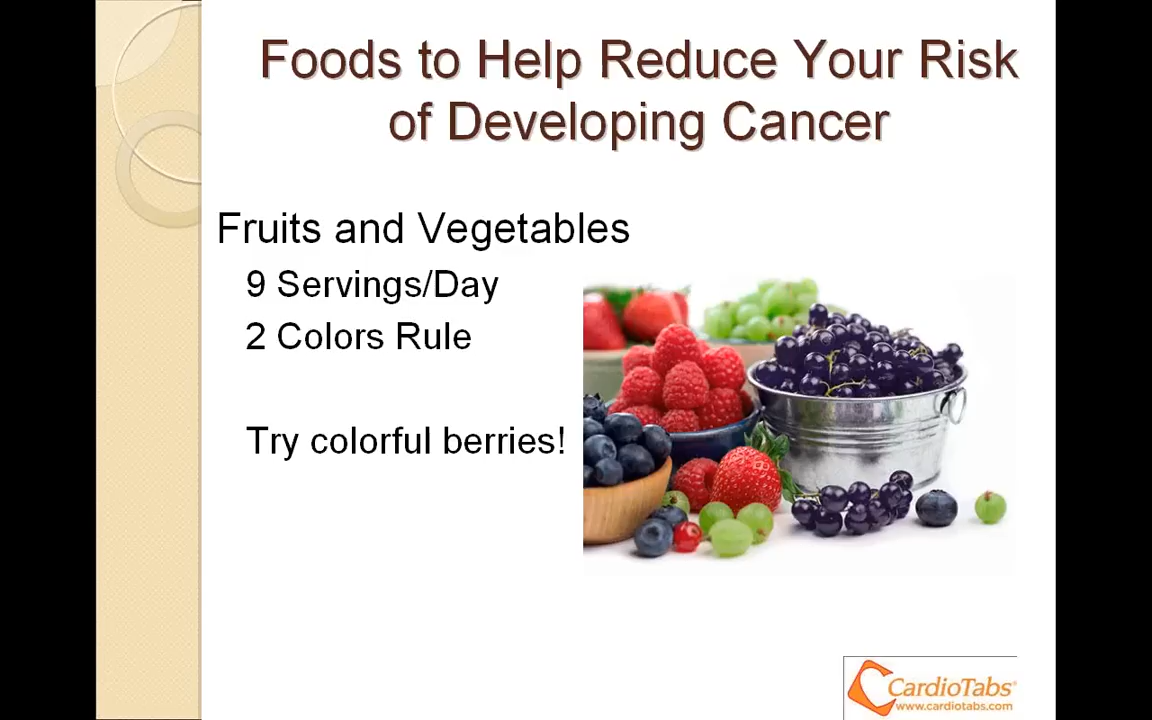 Foods to Help Reduce Your Risk
of Developing Cancer
Fruits and Vegetables
9 Servings/Day
2 Colors Rule
Try colorful berries!
CardioTabs®
www.cardiotabs.com